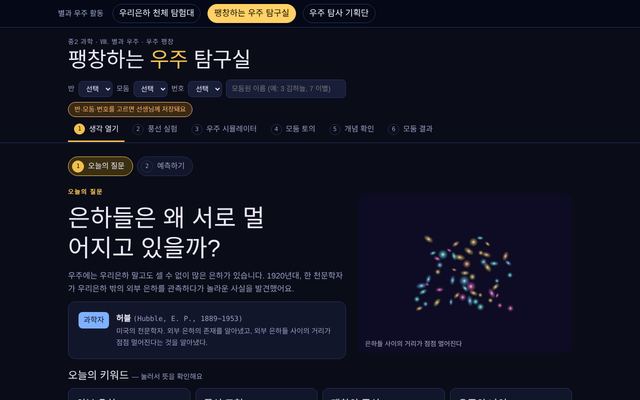 별과 우주 활동 우리은하 천체 탐험대 팽창하는 우주 탐구실 우주 탐사 기획단
중2 과학 · Ⅷ. 별과 우주 · 우주 팽창
팽창하는 우주 탐구실
반 선택 모둠 선택 번호 선택 모둠원 이름 (예: 3 김하늘, 7 이별)
반·모둠·번호를 고르면 선생님께 저장돼요
1 생각 열기 2 풍선 실험 3 우주 시뮬레이터 4 모둠 토의 5 개념 확인 6 모둠 결과
1 오늘의 질문 2 예측하기
오늘의 질문
은하들은 왜 서로 멀
어지고 있을까?
우주에는 우리은하 말고도 셀 수 없이 많은 은하가 있습니다. 1920년대, 한 천문학자
가 우리은하 밖의 외부 은하를 관측하다가 놀라운 사실을 발견했어요.
과학자 허블 (Hubble, E. P., 1889–1953)
미국의 천문학자. 외부 은하의 존재를 알아냈고, 외부 은하들 사이의 거리가
점점 멀어진다는 것을 알아냈다.
은하들 사이의 거리가 점점 멀어진다
오늘의 키워드 — 눌러서 뜻을 확인해요